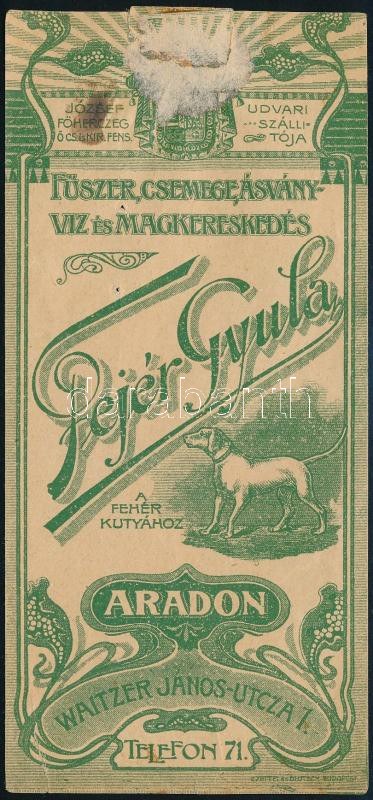 JÓZSEF
FŐHERCZEG
Ő CS. & KIR. FENS.
UDVARI
SZÁLLI-
TÓJA
FŰSZER, CSEMEGE, ÁSVÁNY-
VIZ ÉS MAGKERESKEDÉS
Fejér Gyula,
darabanth
A
FEHÉR
KUTYÁHOZ
ARADON
WAITZER JÁNOS-UTCZA 1.
TELEFON 71.